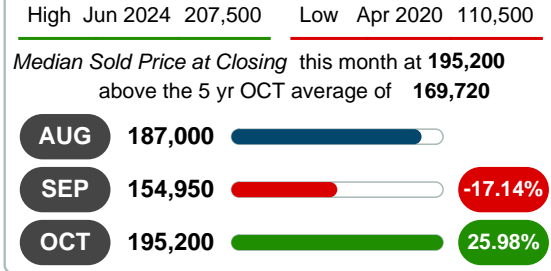 High Jun 2024 207,500 Low Apr 2020 110,500
Median Sold Price at Closing this month at 195,200
above the 5 yr OCT average of 169,720
AUG 187,000
SEP 154,950 -17.14%
OCT 195,200 25.98%